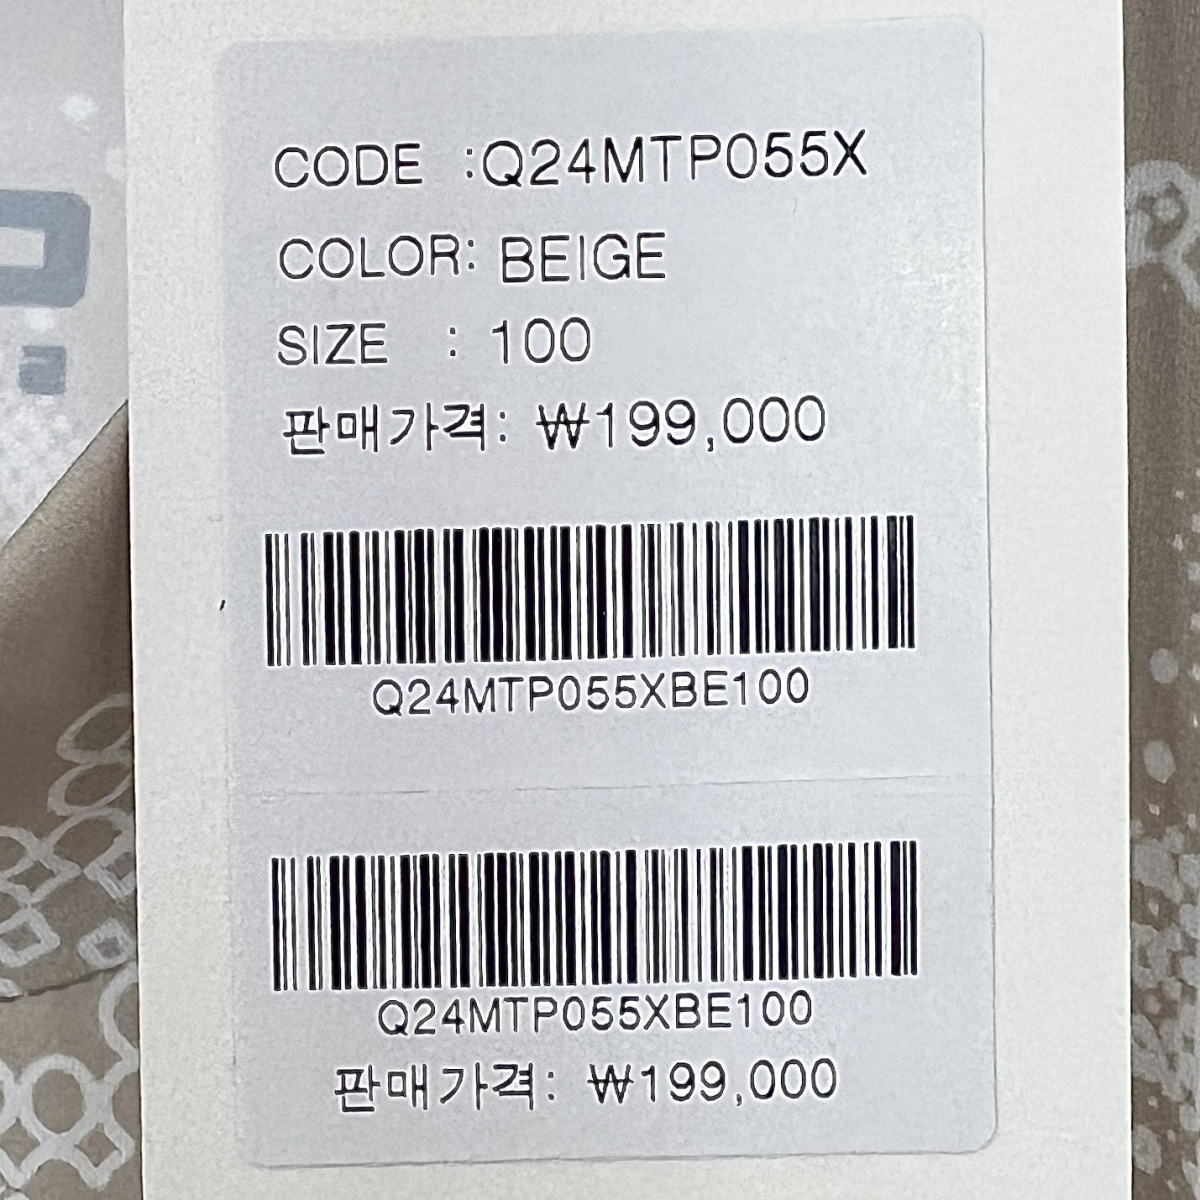 CODE :Q24MTP055X
COLOR: BEIGE
SIZE : 100
판매가격: ₩199,000
Q24MTP055XBE100
Q24MTP055XBE100
판매가격: ₩199,000